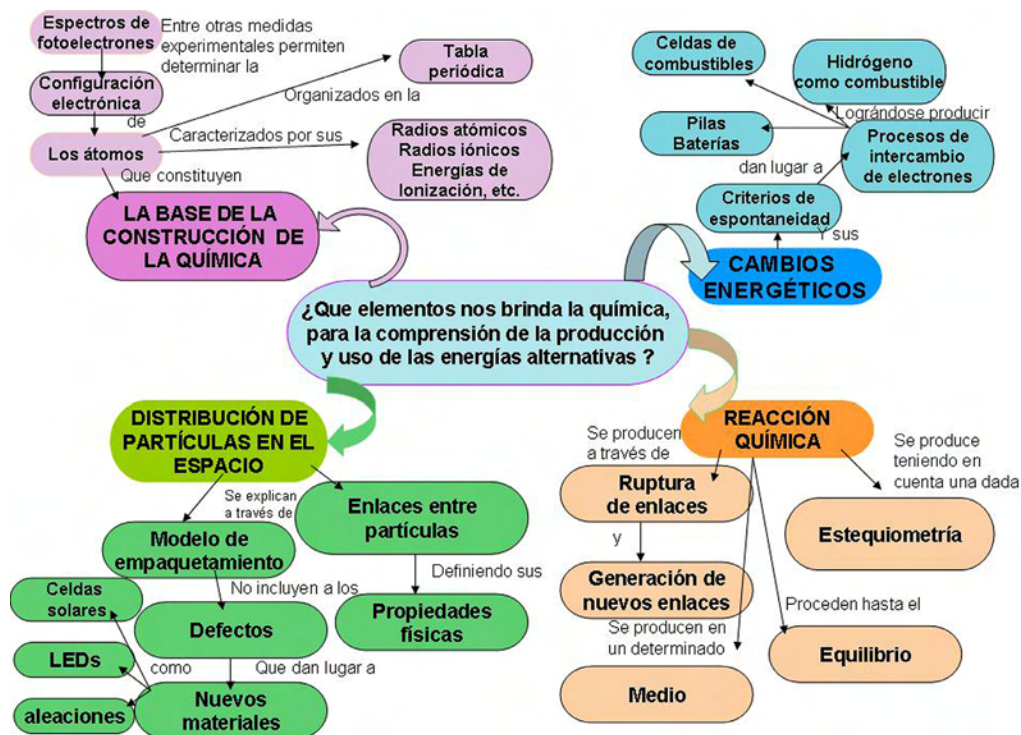 Espectros de
fotoelectrones
Entre otras medidas
experimentales permiten
determinar la
Configuración
electrónica
de
Los átomos
Organizados en la
Tabla
periódica
Caracterizados por sus
Radios atómicos
Radios iónicos
Energías de
Ionización, etc.
Que constituyen
LA BASE DE LA
CONSTRUCCIÓN DE
LA QUÍMICA
Celdas de
combustibles
Hidrógeno
como combustible
Lográndose producir
Pilas
Baterías
Procesos de
intercambio
de electrones
dan lugar a
Criterios de
espontaneidad
Y sus
CAMBIOS
ENERGÉTICOS
¿Que elementos nos brinda la química,
para la comprensión de la producción
y uso de las energías alternativas ?
DISTRIBUCIÓN DE
PARTÍCULAS EN EL
ESPACIO
Se explican
a través de
Modelo de
empaquetamiento
Enlaces entre
partículas
No incluyen a los
Definiendo sus
Celdas
solares
Defectos
Propiedades
físicas
LEDs
como
Que dan lugar a
aleaciones
Nuevos
materiales
REACCIÓN
QUÍMICA
Se producen
a través de
Se produce
teniendo en
cuenta una dada
Ruptura
de enlaces
Estequiometría
y
Generación de
nuevos enlaces
Proceden hasta el
Se producen en
un determinado
Equilibrio
Medio